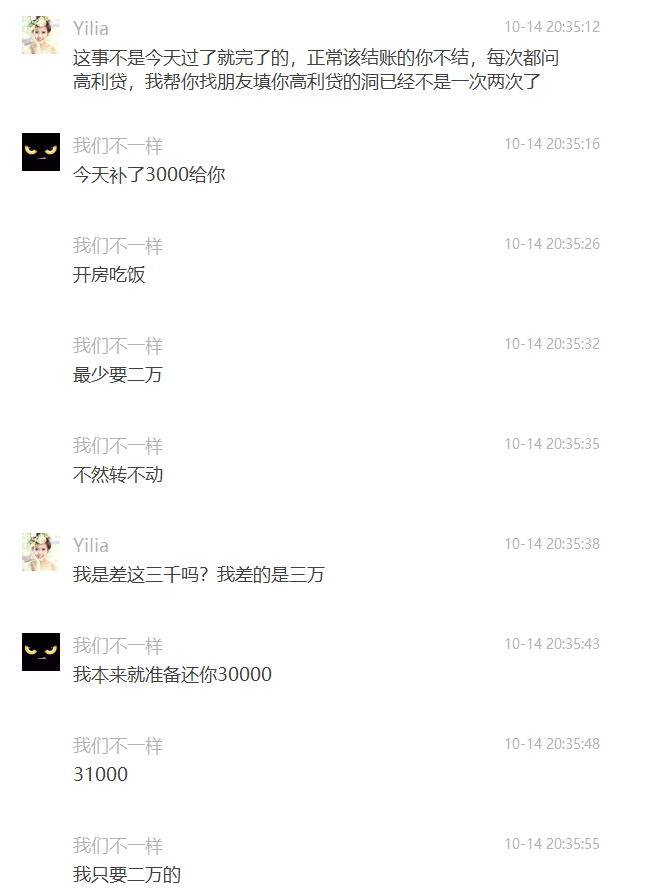 Yilia 10-14 20:35:12
这事不是今天过了就完了的，正常该结账的你不结，每次都问
高利贷，我帮你找朋友填你高利贷的洞已经不是一次两次了
我们不一样 10-14 20:35:16
今天补了3000给你
我们不一样 10-14 20:35:26
开房吃饭
我们不一样 10-14 20:35:32
最少要二万
我们不一样 10-14 20:35:35
不然转不动
Yilia 10-14 20:35:38
我是差这三千吗？我差的是三万
我们不一样 10-14 20:35:43
我本来就准备还你30000
我们不一样 10-14 20:35:48
31000
我们不一样 10-14 20:35:55
我只要二万的